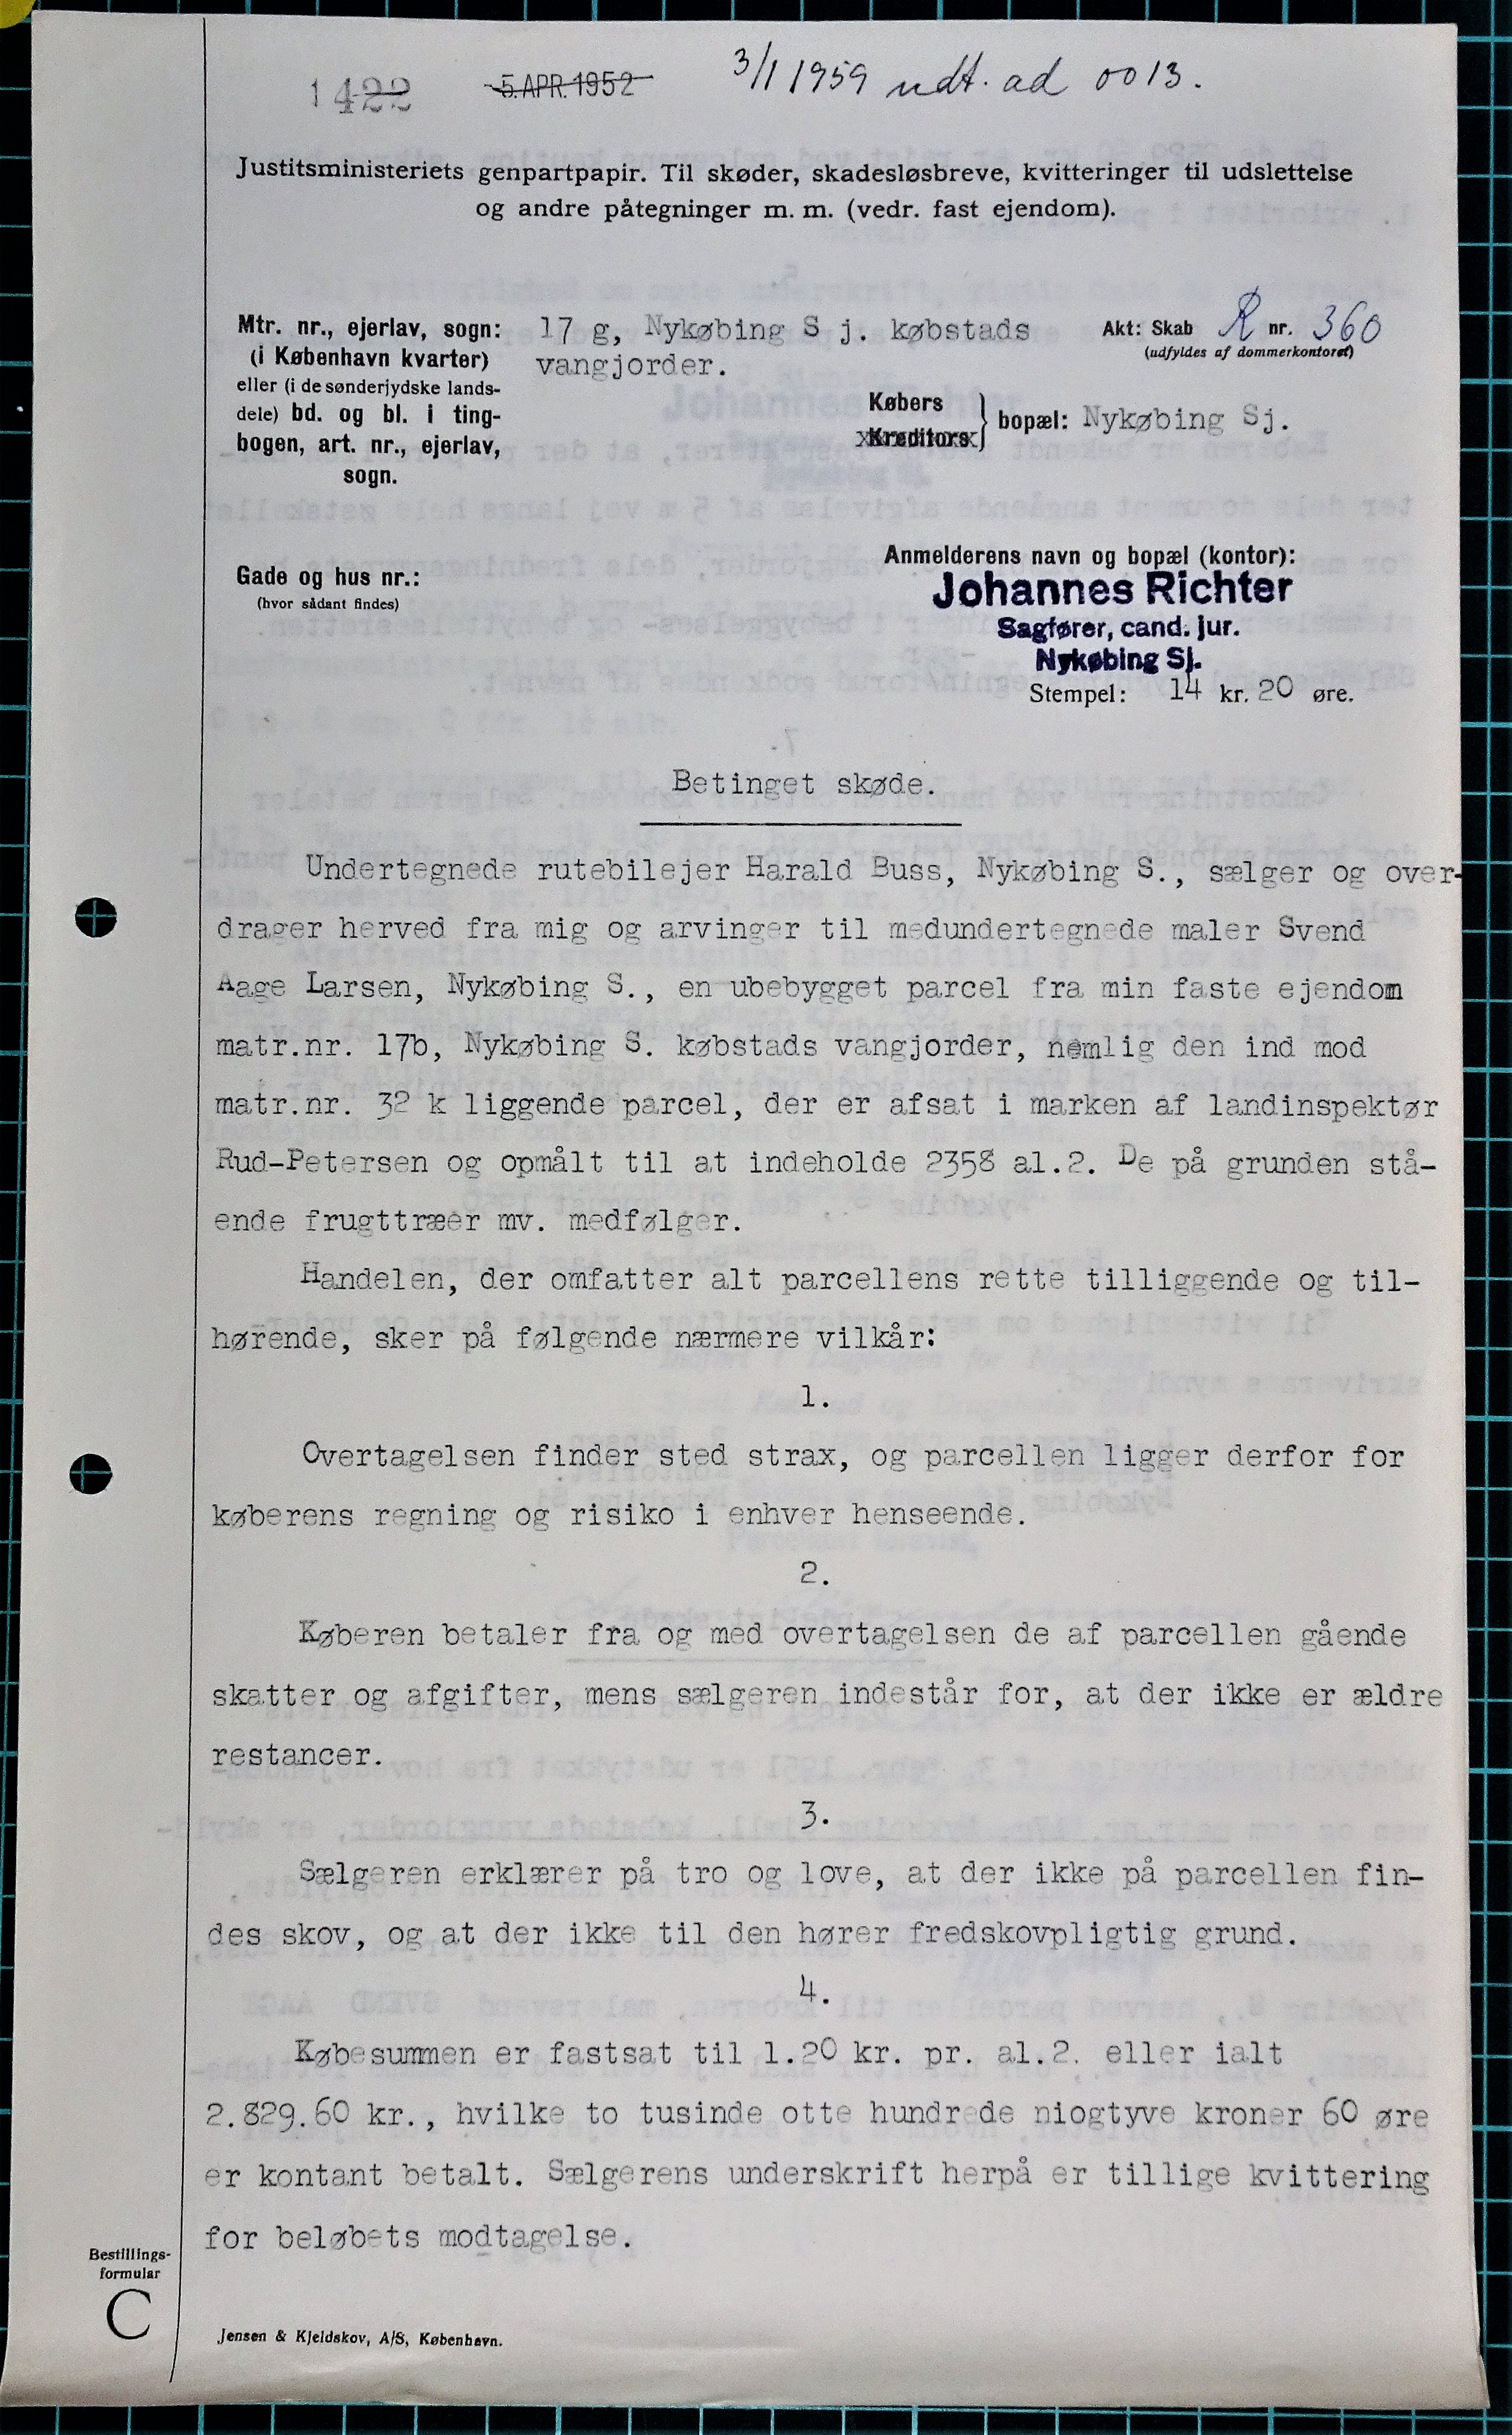 1422 5. APR. 1952 3/1 1959 udt. ad 0013.
Justitsministeriets genpartpapir. Til skøder, skadesløsbreve, kvitteringer til udslettelse
og andre påtegninger m. m. (vedr. fast ejendom).
Mtr. nr., ejerlav, sogn: 17 g, Nykøbing S j. købstads
(i København kvarter) vangjorder.
eller (i de sønderjydske lands-
dele) bd. og bl. i ting-
bogen, art. nr., ejerlav,
sogn.
Akt: Skab R nr. 360
(udfyldes af dommerkontoret)
Købers
Kreditors
bopæl: Nykøbing Sj.
Gade og hus nr.:
(hvor sådant findes)
Anmelderens navn og bopæl (kontor):
Johannes Richter
Sagfører, cand. jur.
Nykøbing Sj.
Stempel: 14 kr. 20 øre.
Betinget skøde.
Undertegnede rutebilejer Harald Buss, Nykøbing S., sælger og over-
drager herved fra mig og arvinger til medundertegnede maler Svend
Aage Larsen, Nykøbing S., en ubebygget parcel fra min faste ejendom
matr.nr. 17b, Nykøbing S. købstads vangjorder, nemlig den ind mod
matr.nr. 32 k liggende parcel, der er afsat i marken af landinspektør
Rud-Petersen og opmålt til at indeholde 2358 al.2. De på grunden stå-
ende frugttræer mv. medfølger.
Handelen, der omfatter alt parcellens rette tilliggende og til-
hørende, sker på følgende nærmere vilkår:
1.
Overtagelsen finder sted strax, og parcellen ligger derfor for
køberens regning og risiko i enhver henseende.
2.
Køberen betaler fra og med overtagelsen de af parcellen gående
skatter og afgifter, mens sælgeren indestår for, at der ikke er ældre
restancer.
3.
Sælgeren erklærer på tro og love, at der ikke på parcellen fin-
des skov, og at der ikke til den hører fredskovpligtig grund.
4.
Købesummen er fastsat til 1.20 kr. pr. al.2. eller ialt
2.829.60 kr., hvilke to tusinde otte hundrede niogtyve kroner 60 øre
er kontant betalt. Sælgerens underskrift herpå er tillige kvittering
for beløbets modtagelse.
Bestillings-
formular
C
Jensen & Kjeldskov, A/S, København.